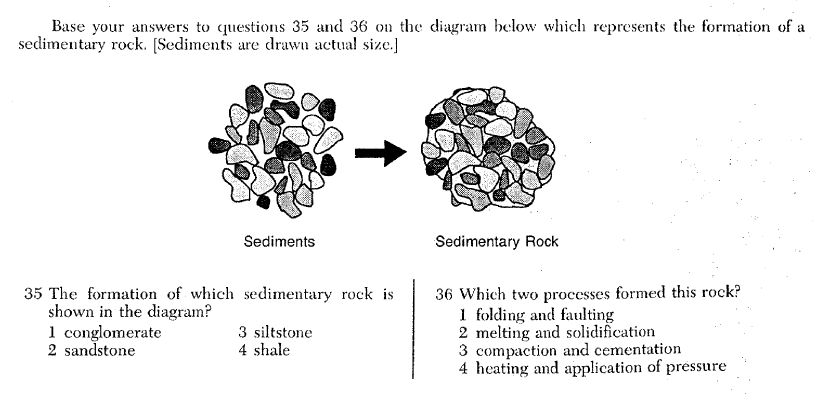 Base your answers to questions 35 and 36 on the diagram below which represents the formation of a
sedimentary rock. [Sediments are drawn actual size.]
Sediments
Sedimentary Rock
35 The formation of which sedimentary rock is
shown in the diagram?
1 conglomerate 3 siltstone
2 sandstone 4 shale
36 Which two processes formed this rock?
1 folding and faulting
2 melting and solidification
3 compaction and cementation
4 heating and application of pressure